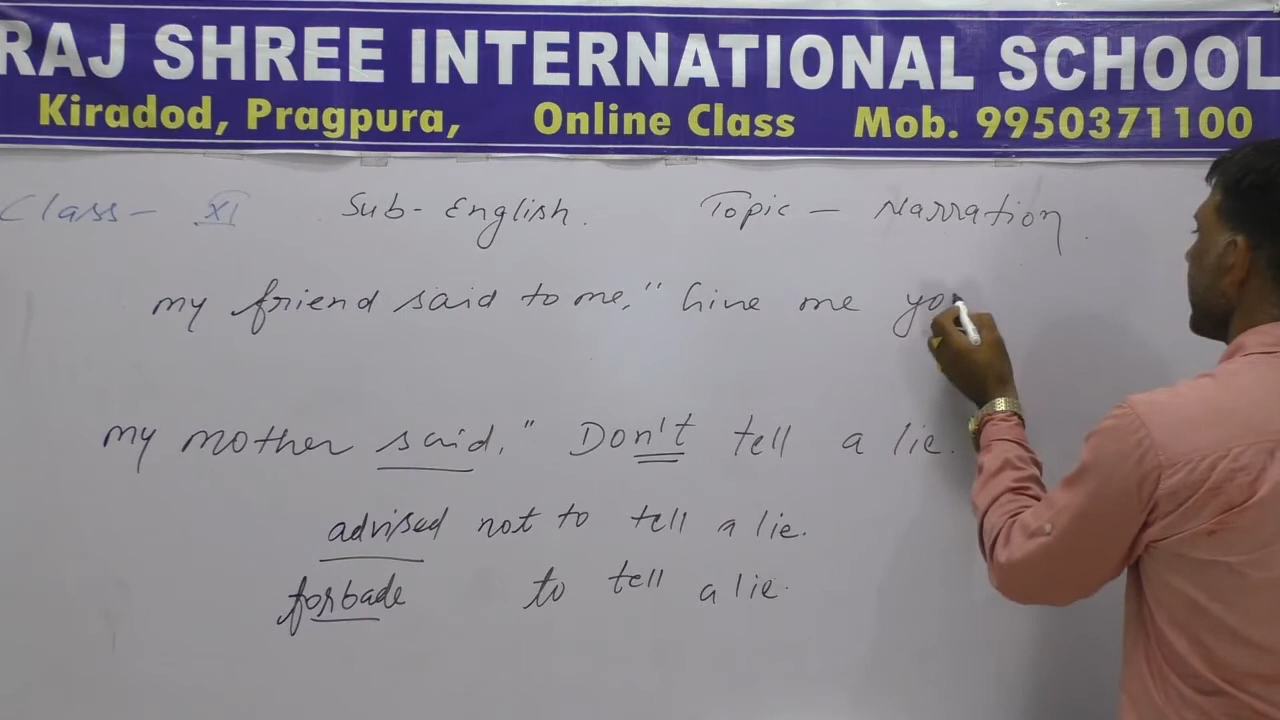 RAJ SHREE INTERNATIONAL SCHOOL
Kiradod, Pragpura, Online Class Mob. 9950371100
Class - XI Sub- English. Topic - Narration.
my friend said to me, " Give me yo
my mother said, " Don't tell a lie.
advised not to tell a lie.
forbade to tell a lie.